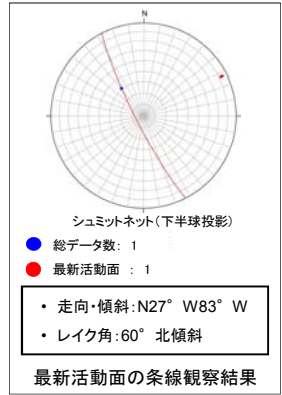 N
シュミットネット(下半球投影)
総データ数: 1
最新活動面 : 1
・ 走向・傾斜:N27°W83°W
・ レイク角:60°北傾斜
最新活動面の条線観察結果